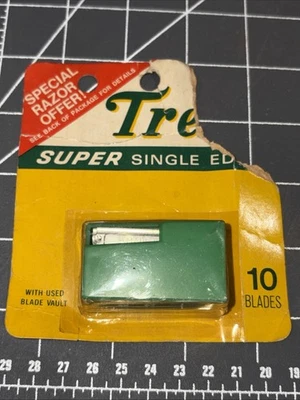 SPECIAL
RAZOR
OFFER!
SEE BACK OF PACKAGE FOR DETAILS
Tre
SUPER SINGLE ED
WITH USED
BLADE VAULT
10
BLADES
29 28 27 26 25 24 23 22 21 20 19